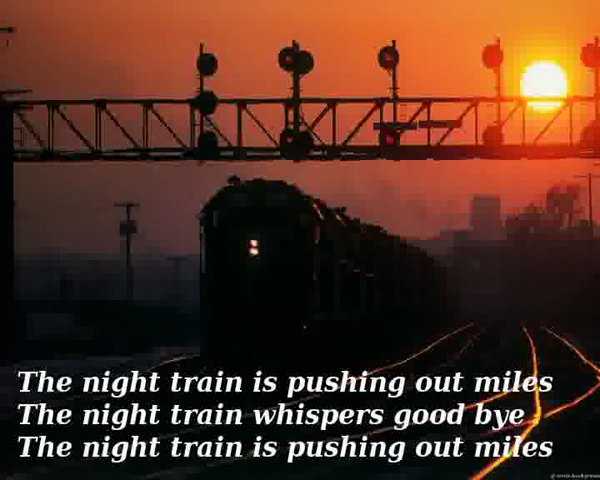 The night train is pushing out miles
The night train whispers good bye
The night train is pushing out miles